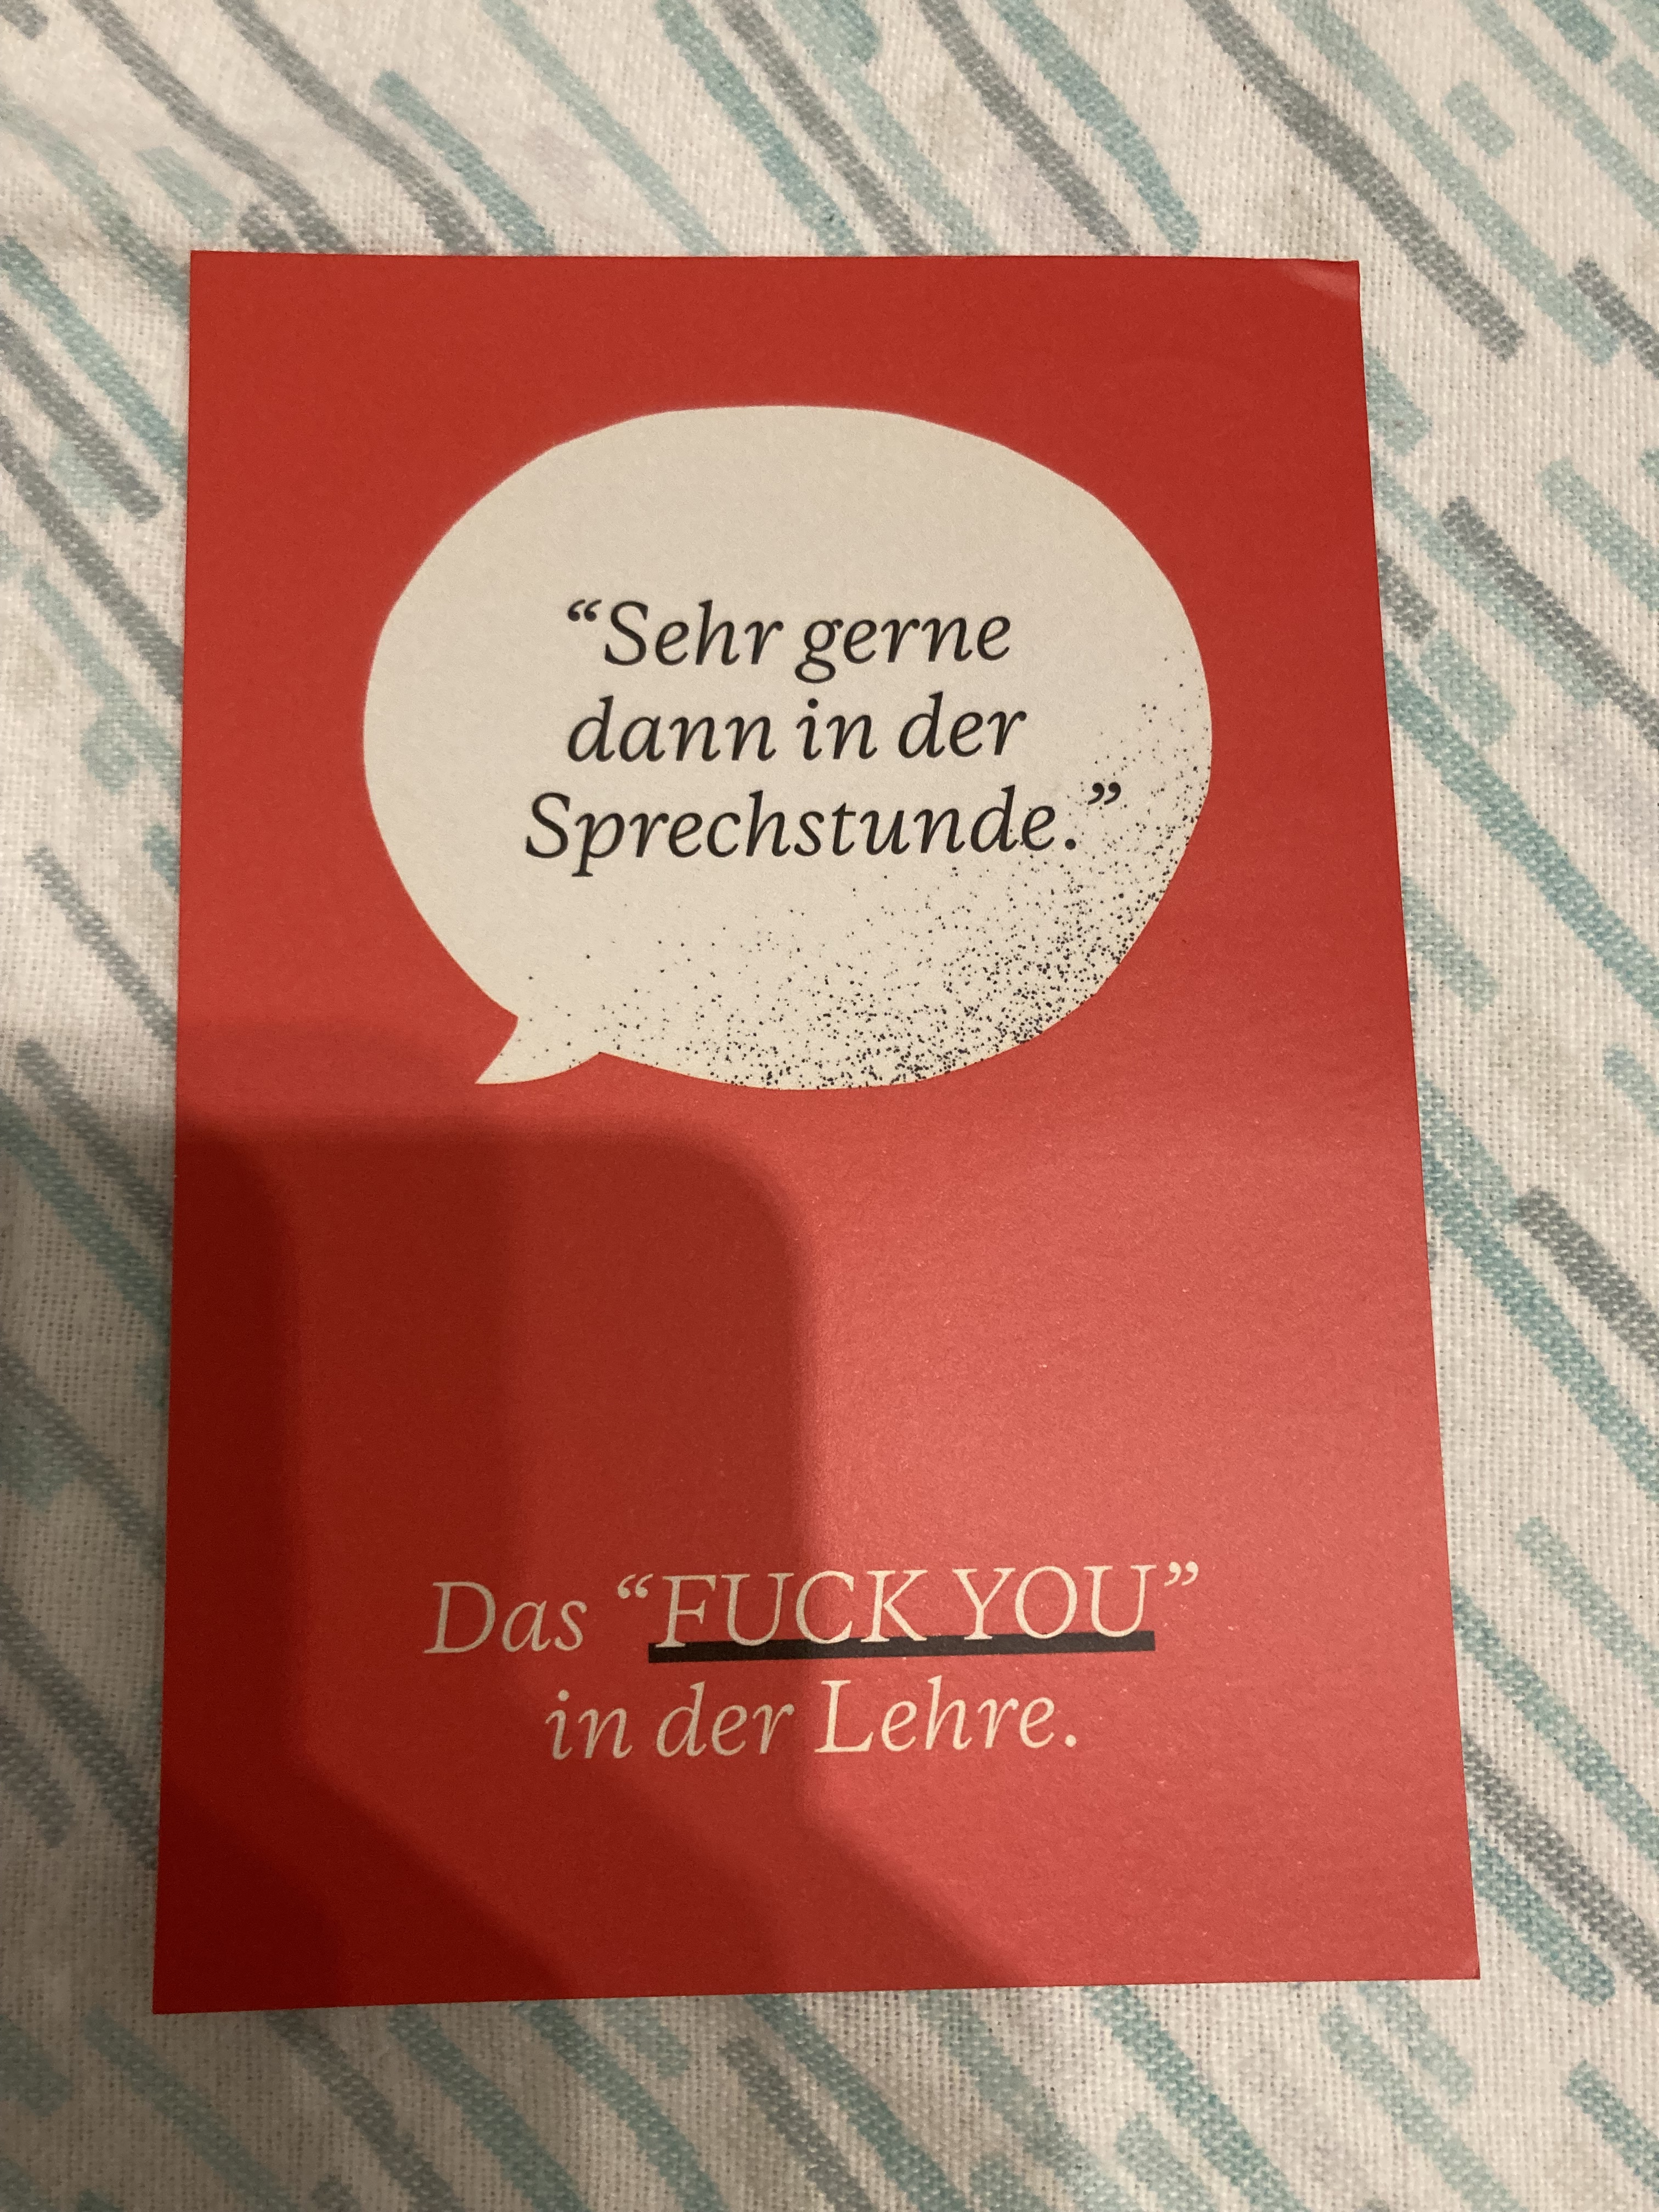 “Sehr gerne
dann in der
Sprechstunde.”
Das “FUCK YOU”
in der Lehre.